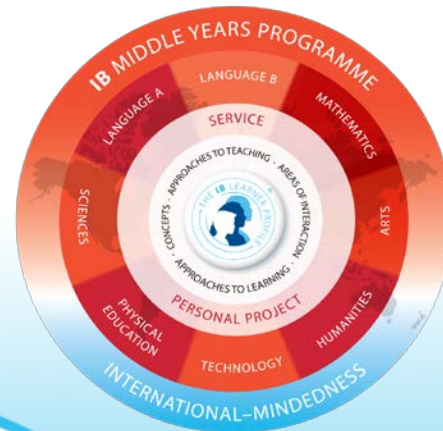 IB MIDDLE YEARS PROGRAMME
LANGUAGE B
LANGUAGE A
MATHEMATICS
SERVICE
APPROACHES TO TEACHING · AREAS OF INTERACTION ·
THE IB LEARNER PROFILE
SCIENCES
ARTS
· CONCEPTS ·
APPROACHES TO LEARNING ·
PERSONAL PROJECT
PHYSICAL EDUCATION
HUMANITIES
TECHNOLOGY
INTERNATIONAL–MINDEDNESS